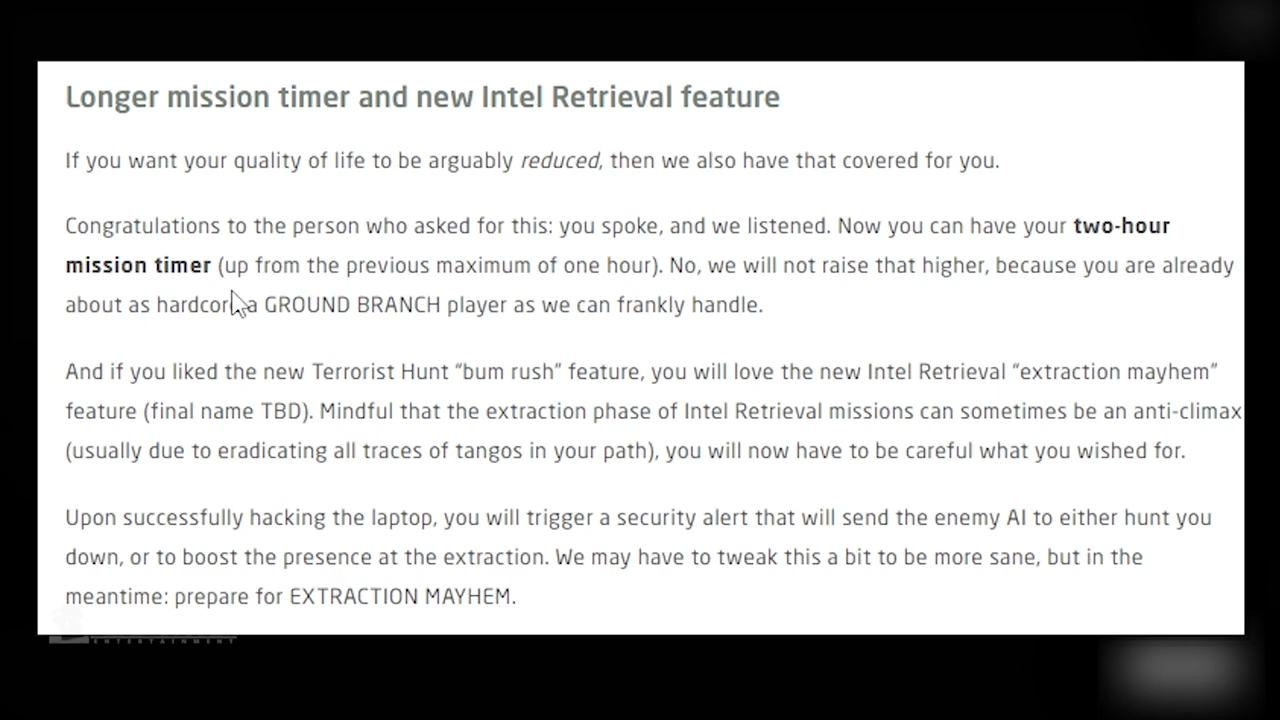 Longer mission timer and new Intel Retrieval feature
If you want your quality of life to be arguably reduced, then we also have that covered for you.
Congratulations to the person who asked for this: you spoke, and we listened. Now you can have your two-hour
mission timer (up from the previous maximum of one hour). No, we will not raise that higher, because you are already
about as hardcore a GROUND BRANCH player as we can frankly handle.
And if you liked the new Terrorist Hunt “bum rush” feature, you will love the new Intel Retrieval “extraction mayhem”
feature (final name TBD). Mindful that the extraction phase of Intel Retrieval missions can sometimes be an anti-climax
(usually due to eradicating all traces of tangos in your path), you will now have to be careful what you wished for.
Upon successfully hacking the laptop, you will trigger a security alert that will send the enemy AI to either hunt you
down, or to boost the presence at the extraction. We may have to tweak this a bit to be more sane, but in the
meantime: prepare for EXTRACTION MAYHEM.
ENTERTAINMENT